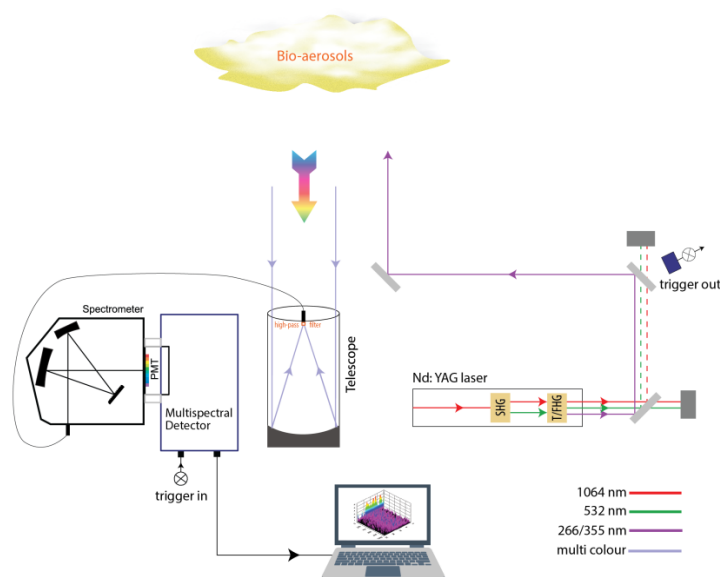 Bio-aerosols
trigger out
Spectrometer
high-pass filter
Telescope
PMT
Multispectral
Detector
trigger in
Nd: YAG laser
SHG
T/FHG
1064 nm
532 nm
266/355 nm
multi colour